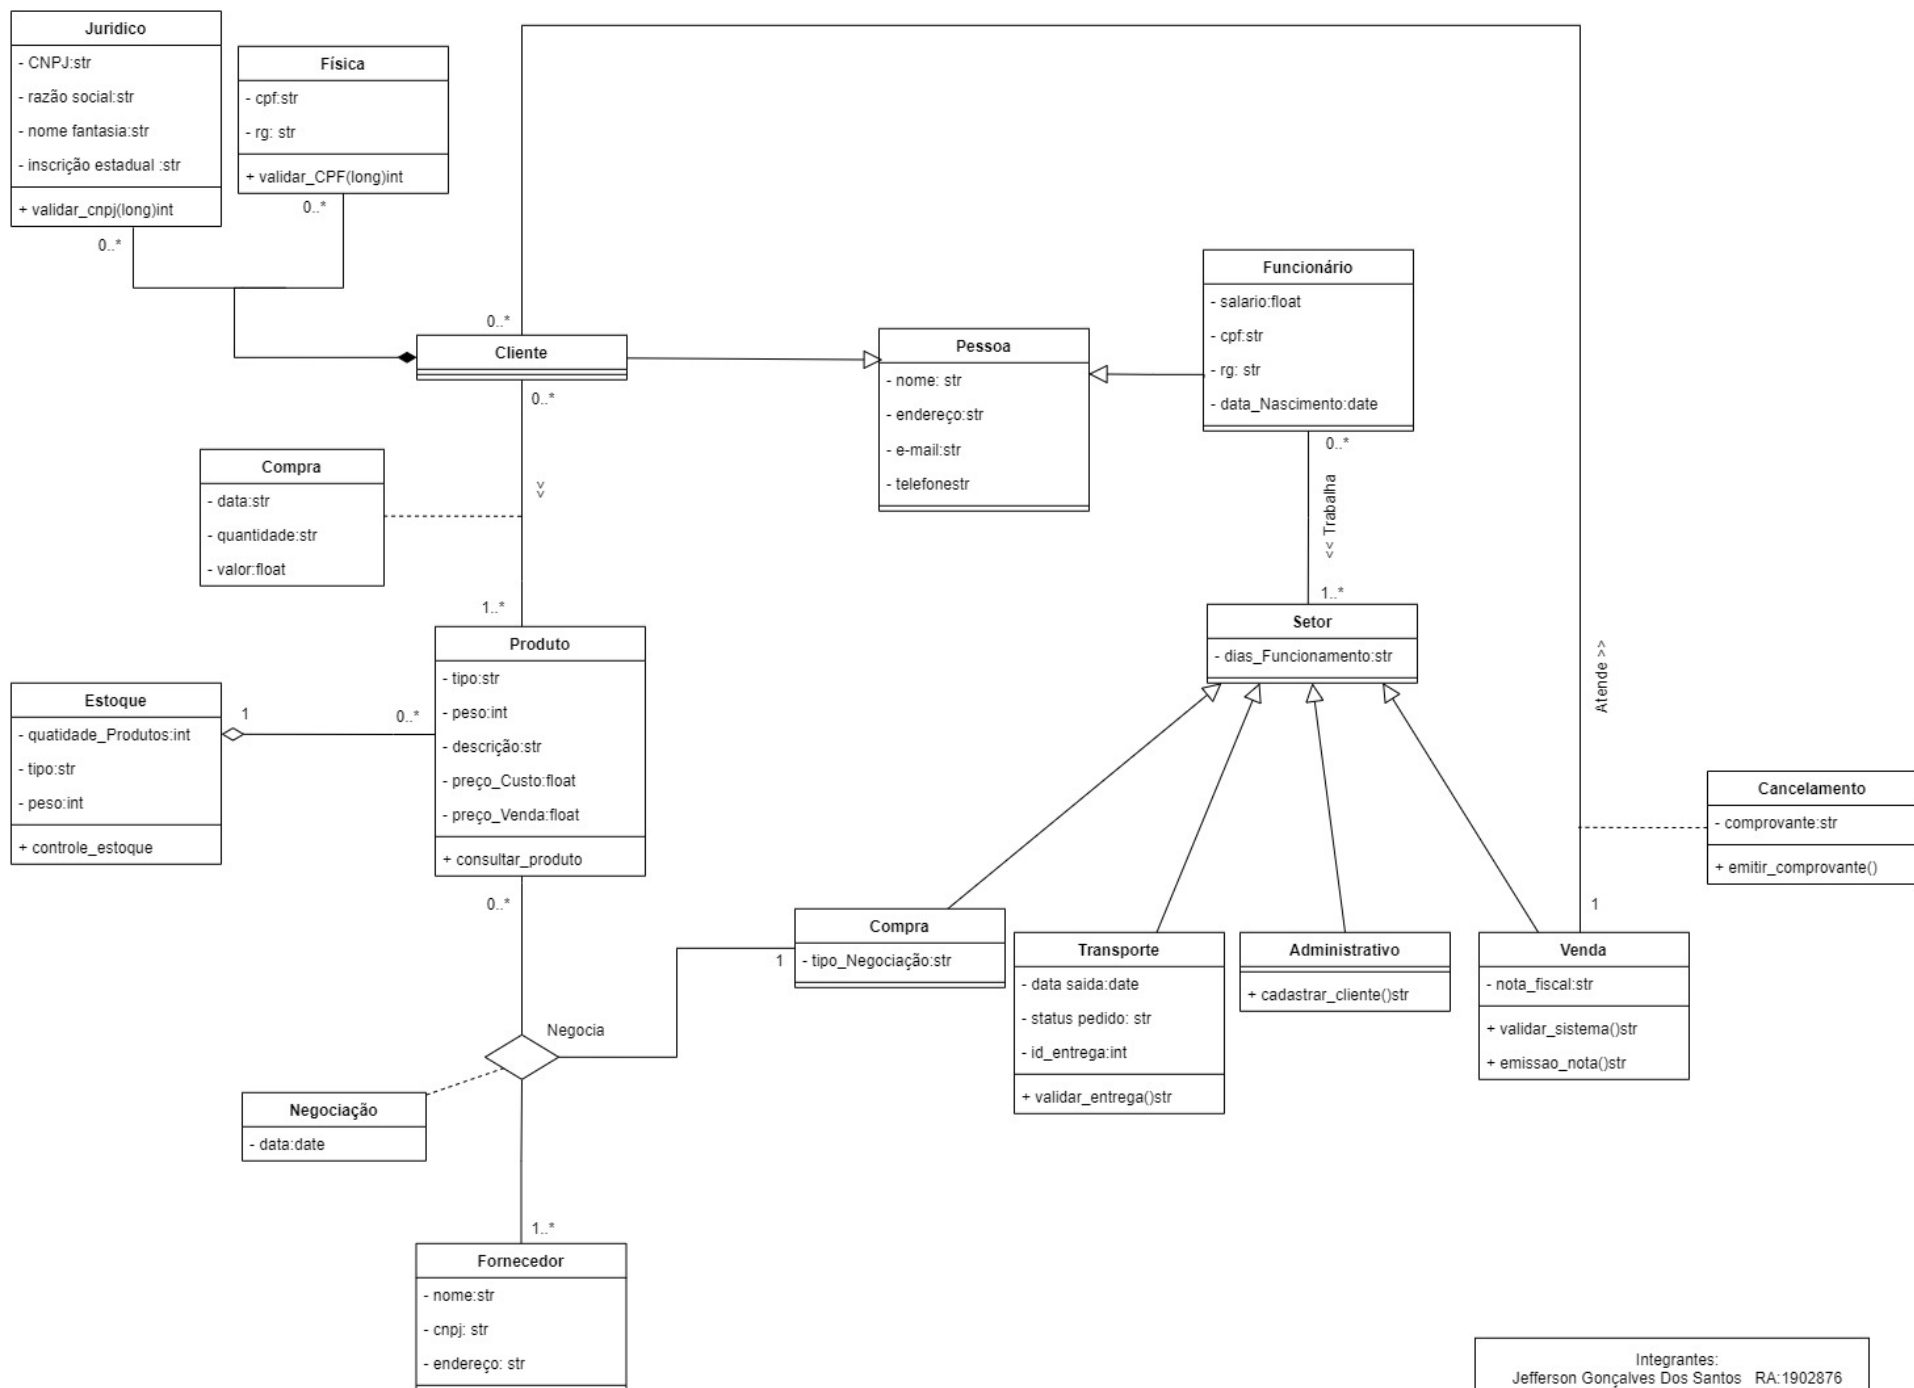 Juridico
- CNPJ:str
- razão social:str
- nome fantasia:str
- inscrição estadual :str
+ validar_cnpj(long)int
0..*
Física
- cpf:str
- rg: str
+ validar_CPF(long)int
0..*
0..*
Cliente
0..*
Pessoa
- nome: str
- endereço:str
- e-mail:str
- telefonestr
Funcionário
- salario:float
- cpf:str
- rg: str
- data_Nascimento:date
0..*
<< Trabalha
1..*
Compra
- data:str
- quantidade:str
- valor:float
>>
1..*
Setor
- dias_Funcionamento:str
Atende >>
Produto
- tipo:str
- peso:int
- descrição:str
- preço_Custo:float
- preço_Venda:float
+ consultar_produto
0..*
Estoque
- quatidade_Produtos:int
- tipo:str
- peso:int
+ controle_estoque
1
0..*
Cancelamento
- comprovante:str
+ emitir_comprovante()
1
Compra
- tipo_Negociação:str
1
Transporte
- data saida:date
- status pedido: str
- id_entrega:int
+ validar_entrega()str
Administrativo
+ cadastrar_cliente()str
Venda
- nota_fiscal:str
+ validar_sistema()str
+ emissao_nota()str
Negocia
Negociação
- data:date
1..*
Fornecedor
- nome:str
- cnpj: str
- endereço: str
Integrantes:
Jefferson Gonçalves Dos Santos RA:1902876